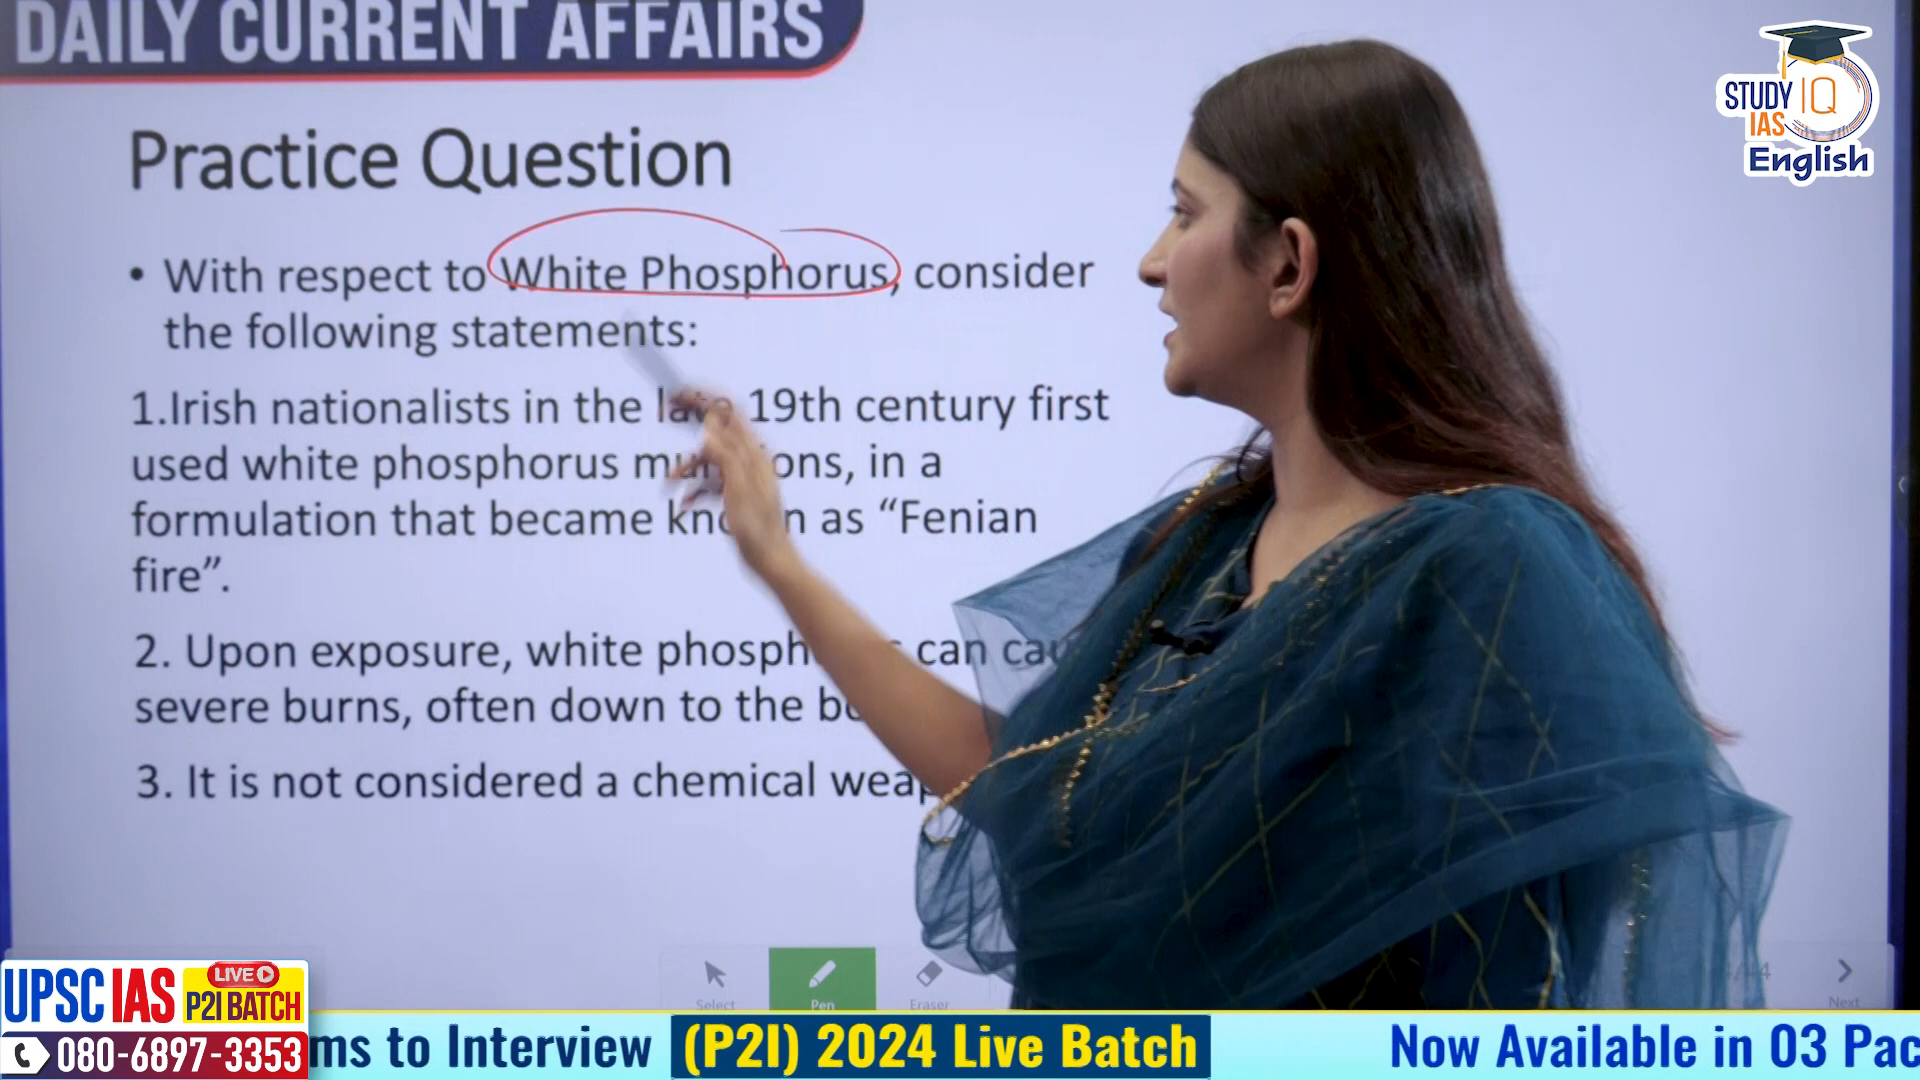 DAILY CURRENT AFFAIRS
STUDY IQ
IAS
English
Practice Question
• With respect to White Phosphorus, consider
the following statements:
1.Irish nationalists in the late 19th century first
used white phosphorus in a
formulation that became as “Fenian
fire”.
2. Upon exposure, white can
severe burns, often down to the
3. It is not considered a chemical
Select
Pen
Eraser
Next
UPSC IAS LIVE P2I BATCH
080-6897-3353
to Interview (P2I) 2024 Live Batch Now Available in 03